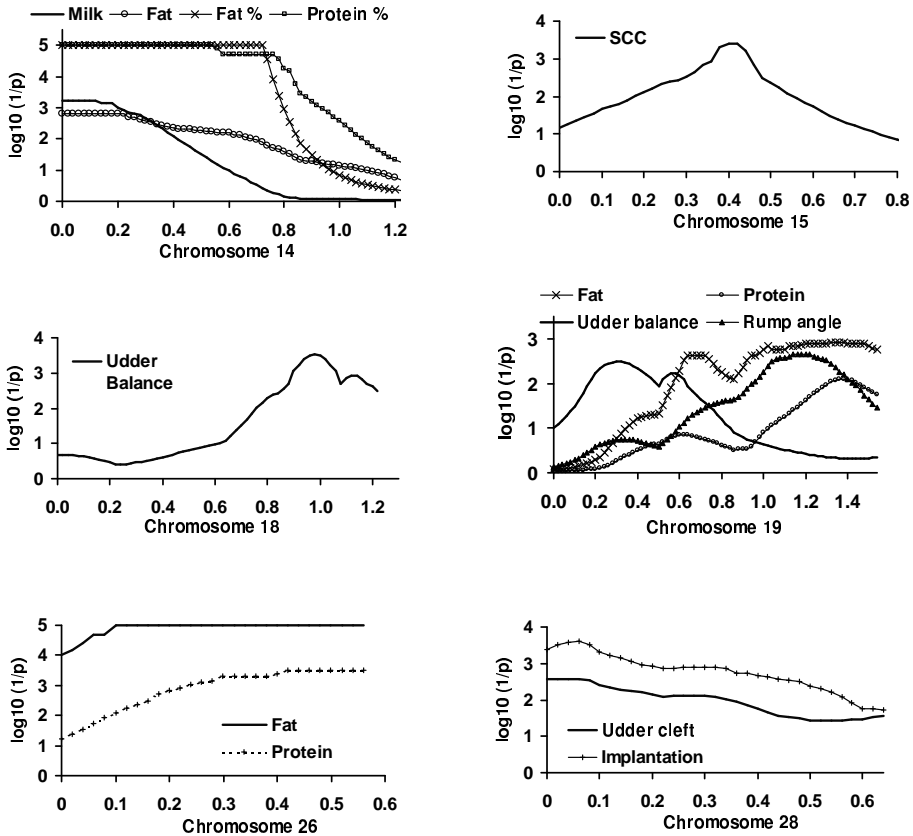 Milk Fat Fat % Protein %
log10 (1/p)
5
4
3
2
1
0
0.0 0.2 0.4 0.6 0.8 1.0 1.2
Chromosome 14
SCC
log10 (1/p)
4
3
2
1
0
0.0 0.1 0.2 0.3 0.4 0.5 0.6 0.7 0.8
Chromosome 15
Udder
Balance
log10 (1/p)
4
3
2
1
0
0.0 0.2 0.4 0.6 0.8 1.0 1.2
Chromosome 18
Fat Protein
Udder balance Rump angle
log10 (1/p)
3
2
1
0
0.0 0.2 0.4 0.6 0.8 1.0 1.2 1.4
Chromosome 19
log10 (1/p)
5
4
3
2
1
0
Fat
Protein
0 0.1 0.2 0.3 0.4 0.5 0.6
Chromosome 26
log10 (1/p)
4
3
2
1
0
Udder cleft
Implantation
0 0.1 0.2 0.3 0.4 0.5 0.6
Chromosome 28